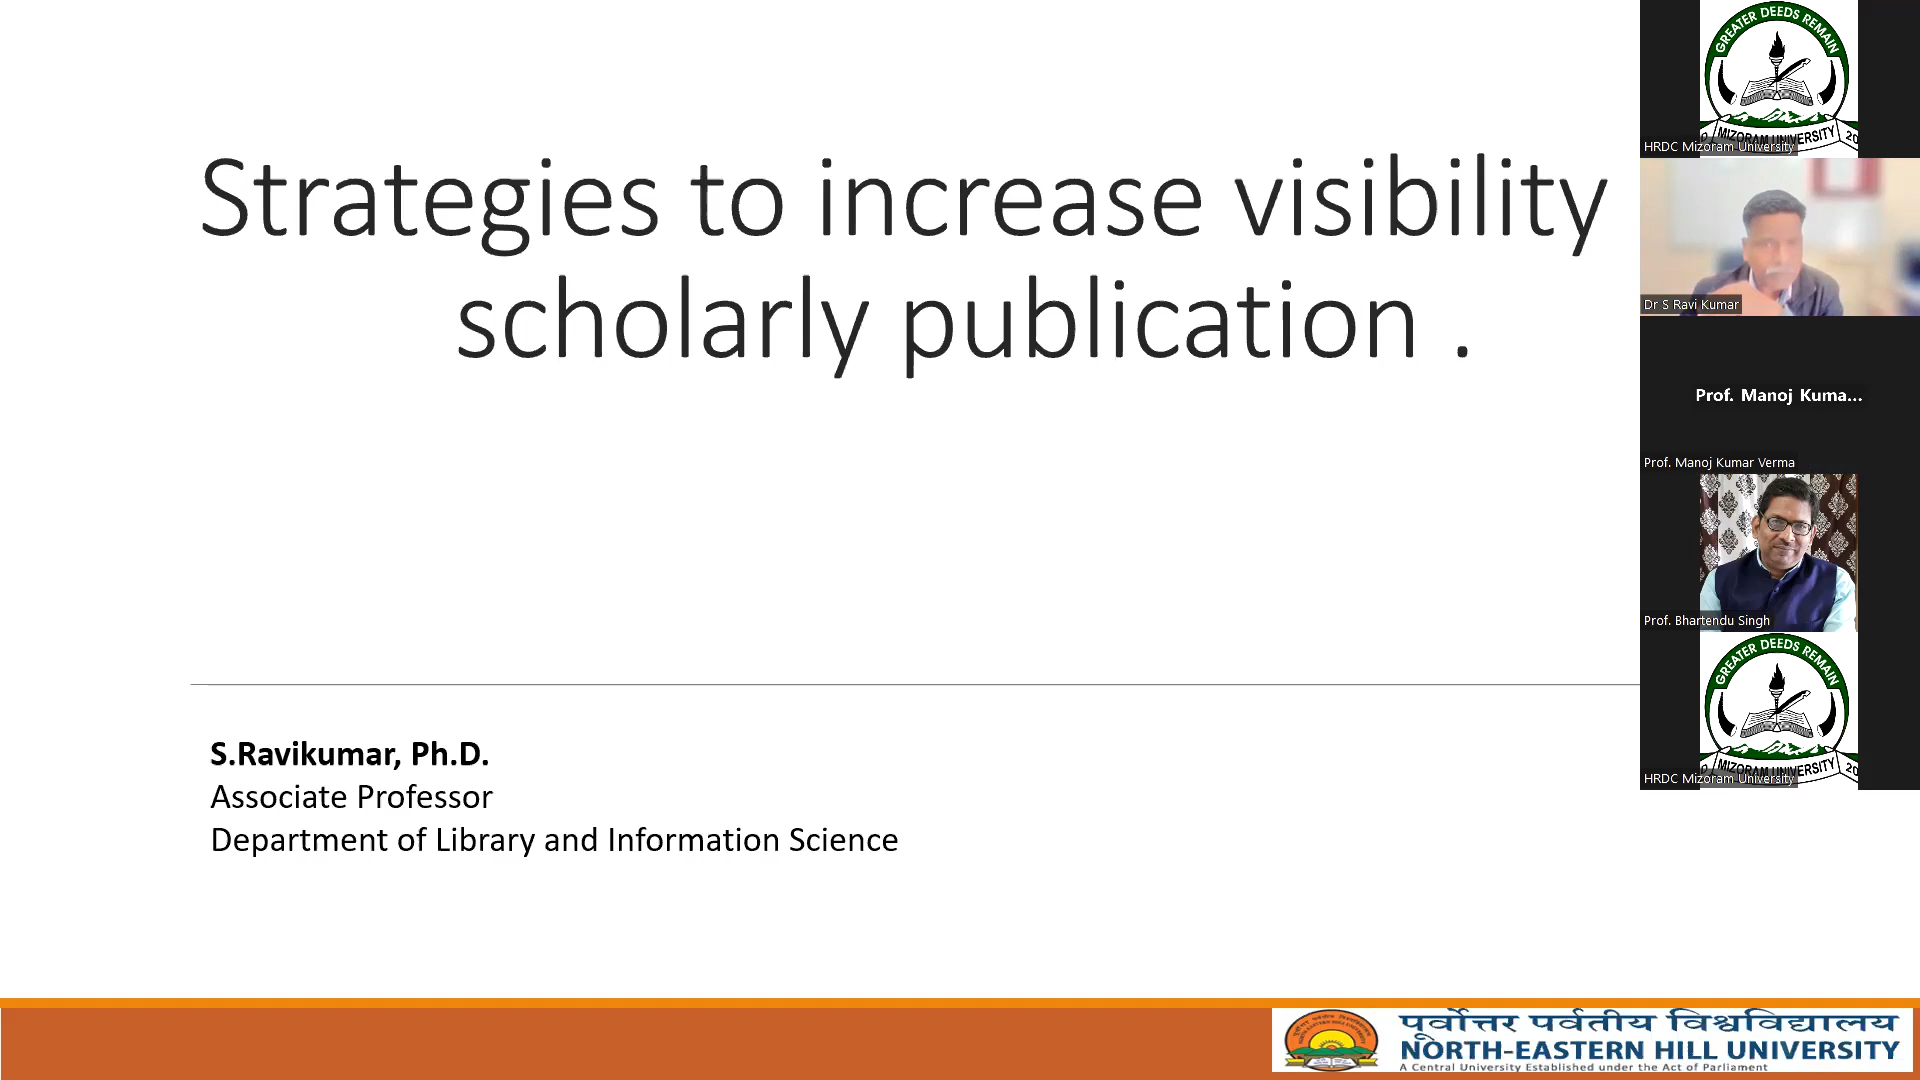 Strategies to increase visibility
scholarly publication .
S.Ravikumar, Ph.D.
Associate Professor
Department of Library and Information Science
पूर्वोत्तर पर्वतीय विश्वविद्यालय
NORTH-EASTERN HILL UNIVERSITY
A Central University Established under the Act of Parliament
GREATER DEEDS REMAIN
MIZORAM UNIVERSITY
HRDC Mizoram University
Dr S Ravi Kumar
Prof. Manoj Kuma...
Prof. Manoj Kumar Verma
Prof. Bhartendu Singh
GREATER DEEDS REMAIN
MIZORAM UNIVERSITY
HRDC Mizoram University